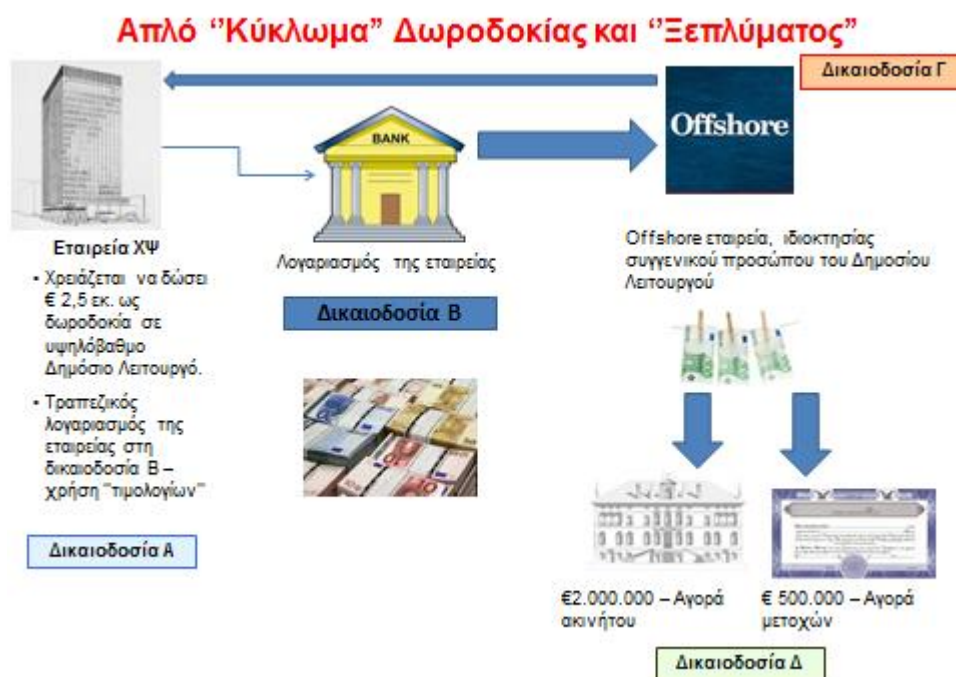 Απλό ‘‘Κύκλωμα” Δωροδοκίας και ‘‘Ξεπλύματος”
Δικαιοδοσία Γ
BANK
Offshore
Εταιρεία ΧΨ
▪ Χρειάζεται να δώσει
€ 2,5 εκ. ως
δωροδοκία σε
υψηλόβαθμο
Δημόσιο Λειτουργό.
▪ Τραπεζικός
λογαριασμός της
εταιρείας στη
δικαιοδοσία Β –
χρήση ‘‘τιμολογίων’’
Δικαιοδοσία Α
Λογαριασμός της εταιρείας
Δικαιοδοσία Β
Offshore εταιρεία, ιδιοκτησίας
συγγενικού προσώπου του Δημοσίου
Λειτουργού
€2.000.000 – Αγορά
ακινήτου
€ 500.000 – Αγορά
μετοχών
Δικαιοδοσία Δ